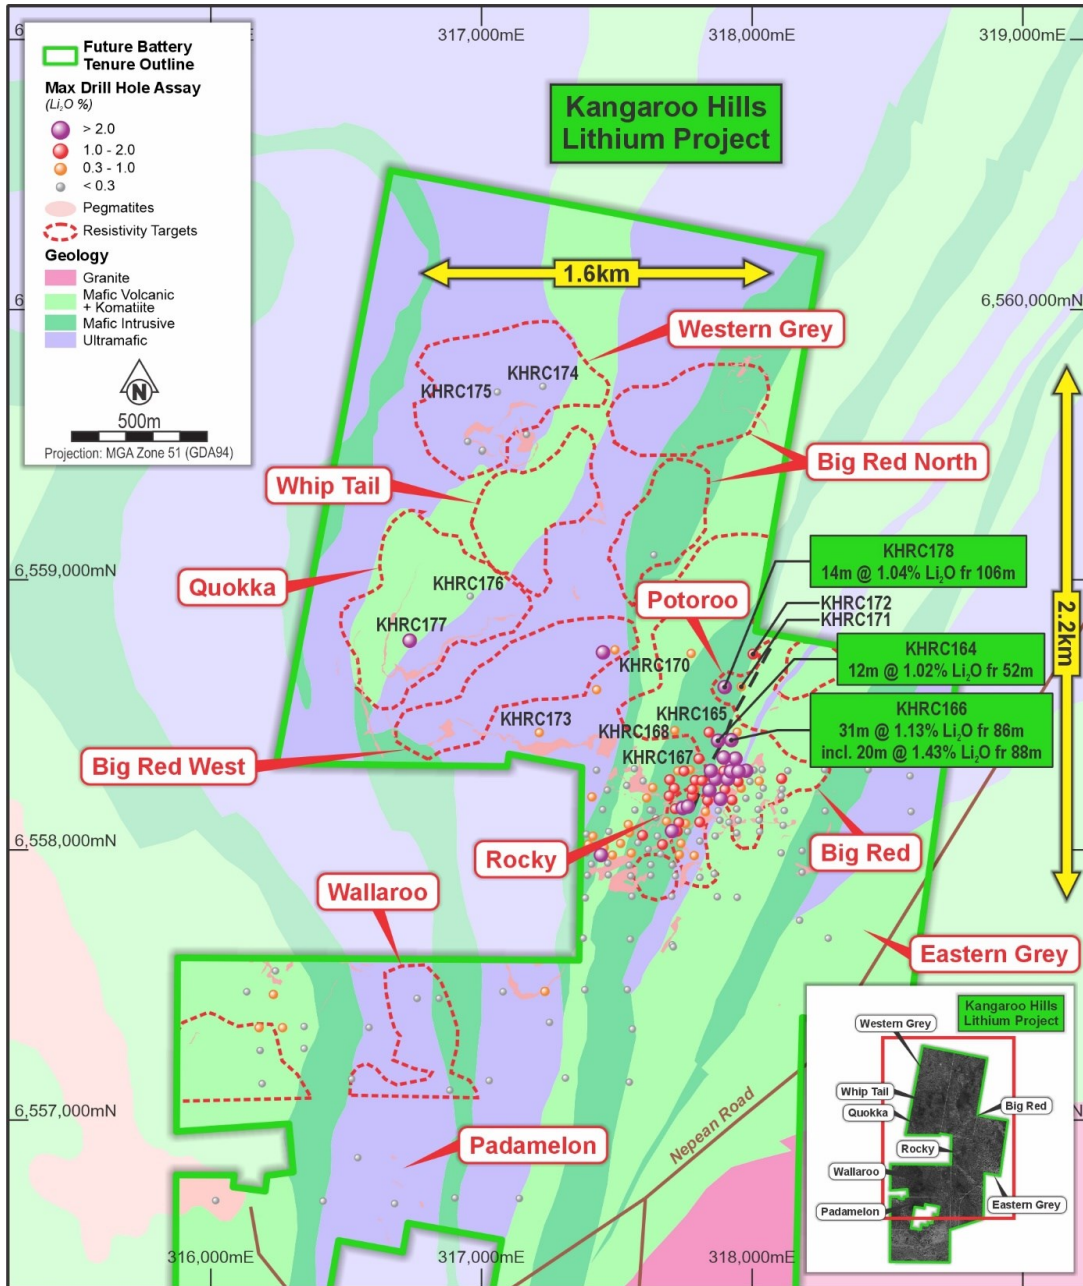 317,000mE
318,000mE
319,000mE
Future Battery
Tenure Outline
Max Drill Hole Assay
(Li₂O %)
> 2.0
1.0 - 2.0
0.3 - 1.0
< 0.3
Pegmatites
Resistivity Targets
Geology
Granite
Mafic Volcanic
+ Komatiite
Mafic Intrusive
Ultramafic
N
500m
Projection: MGA Zone 51 (GDA94)
Kangaroo Hills
Lithium Project
1.6km
6,560,000mN
Western Grey
KHRC174
KHRC175
Big Red North
Whip Tail
2.2km
6,559,000mN
Quokka
KHRC176
KHRC177
Potoroo
KHRC178
14m @ 1.04% Li₂O fr 106m
KHRC172
KHRC171
KHRC164
12m @ 1.02% Li₂O fr 52m
KHRC170
KHRC166
31m @ 1.13% Li₂O fr 86m
incl. 20m @ 1.43% Li₂O fr 88m
KHRC173
KHRC165
KHRC168
KHRC167
Big Red West
6,558,000mN
Rocky
Big Red
Wallaroo
Eastern Grey
6,557,000mN
Padamelon
Nepean Road
316,000mE
317,000mE
318,000mE
Kangaroo Hills
Lithium Project
Western Grey
Whip Tail
Quokka
Big Red
Rocky
Wallaroo
Padamelon
Eastern Grey